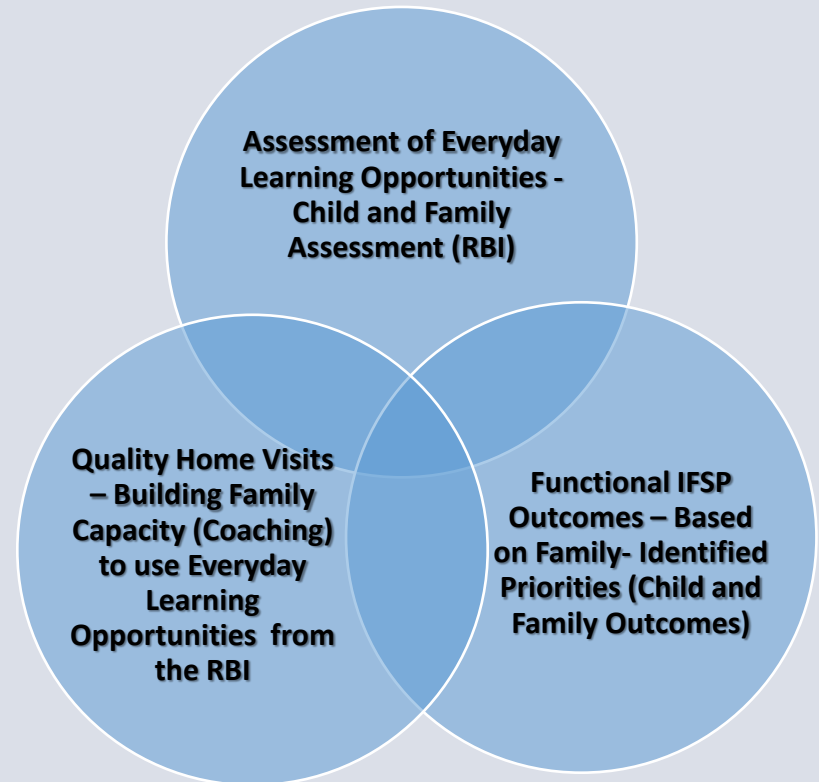 Assessment of Everyday
Learning Opportunities -
Child and Family
Assessment (RBI)
Quality Home Visits
– Building Family
Capacity (Coaching)
to use Everyday
Learning
Opportunities  from
the RBI
Functional IFSP
Outcomes – Based
on Family- Identified
Priorities (Child and
Family Outcomes)